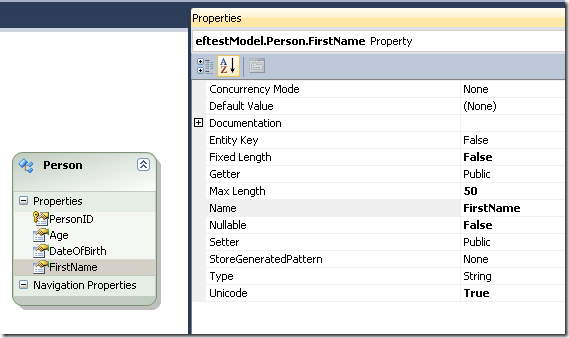 Properties
eftestModel.Person.FirstName Property
Concurrency Mode None
Default Value (None)
Documentation
Entity Key False
Fixed Length False
Getter Public
Max Length 50
Name FirstName
Nullable False
Setter Public
StoreGeneratedPattern None
Type String
Unicode True
Person
Properties
PersonID
Age
DateOfBirth
FirstName
Navigation Properties